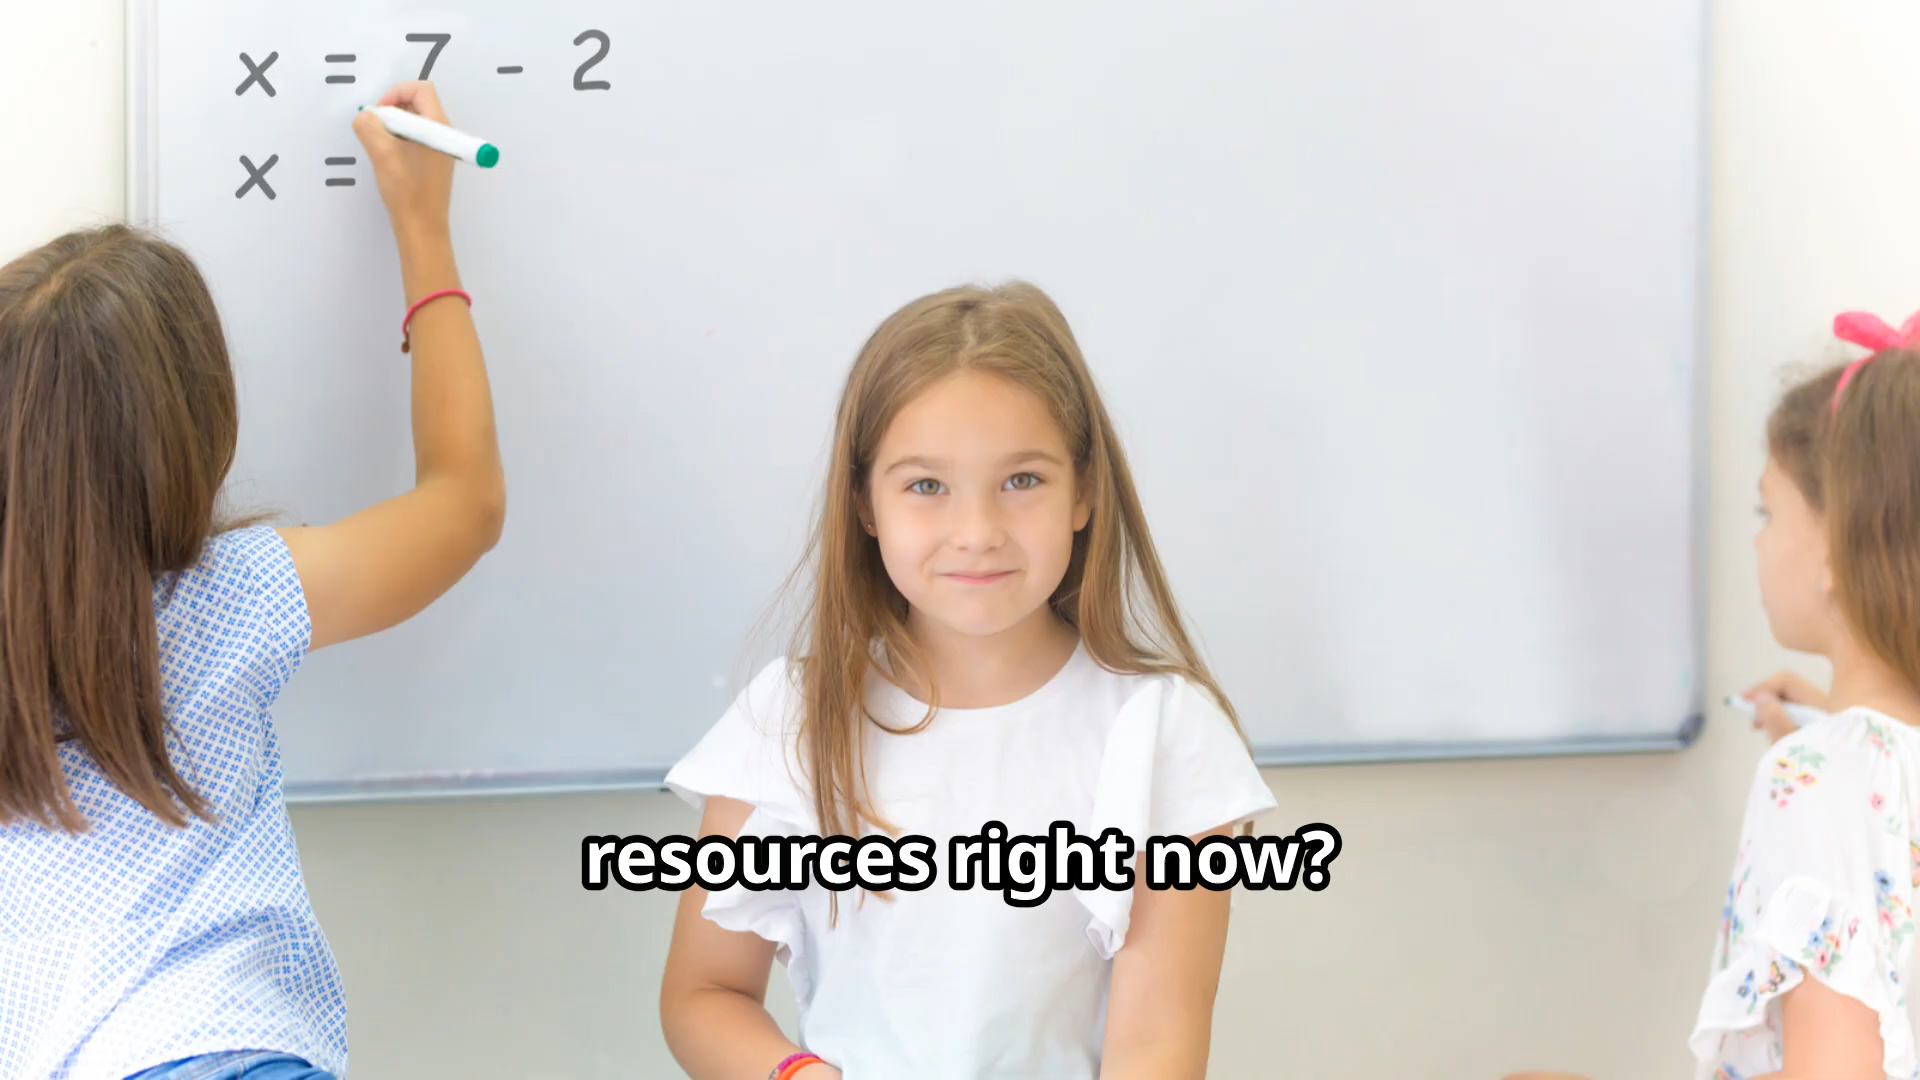 x = 7 - 2
x =
resources right now?